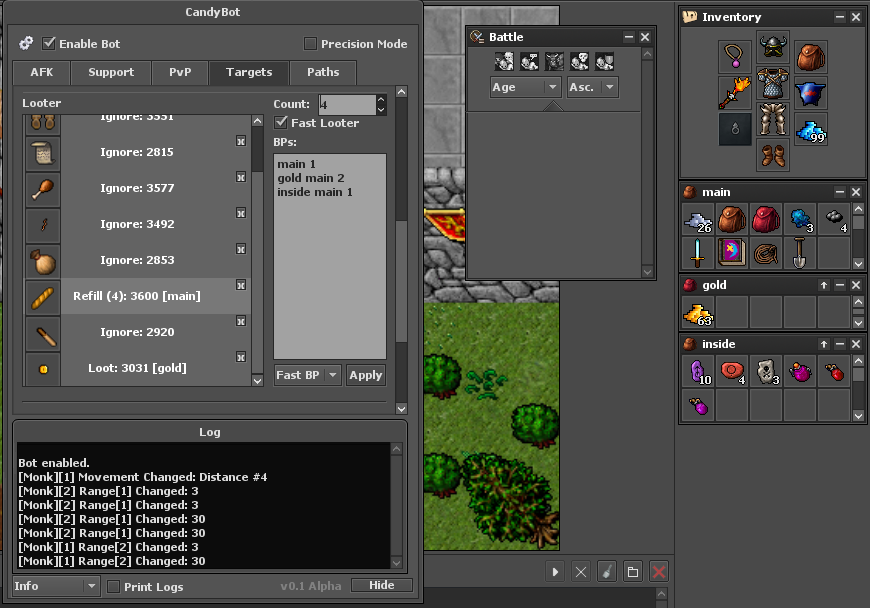 CandyBot
Enable Bot
Precision Mode
AFK
Support
PvP
Targets
Paths
Looter
Ignore: 3551
Ignore: 2815
Ignore: 3577
Ignore: 3492
Ignore: 2853
Refill (4): 3600 [main]
Ignore: 2920
Loot: 3031 [gold]
Count:
4
Fast Looter
BPs:
main 1
gold main 2
inside main 1
Fast BP
Apply
Log
Bot enabled.
[Monk][1] Movement Changed: Distance #4
[Monk][2] Range[1] Changed: 3
[Monk][2] Range[1] Changed: 3
[Monk][2] Range[1] Changed: 30
[Monk][2] Range[1] Changed: 30
[Monk][1] Range[2] Changed: 3
[Monk][1] Range[2] Changed: 30
Info
Print Logs
v0.1 Alpha
Hide
Battle
Age
Asc.
Inventory
99
main
26
3
4
gold
63
inside
10
4
3